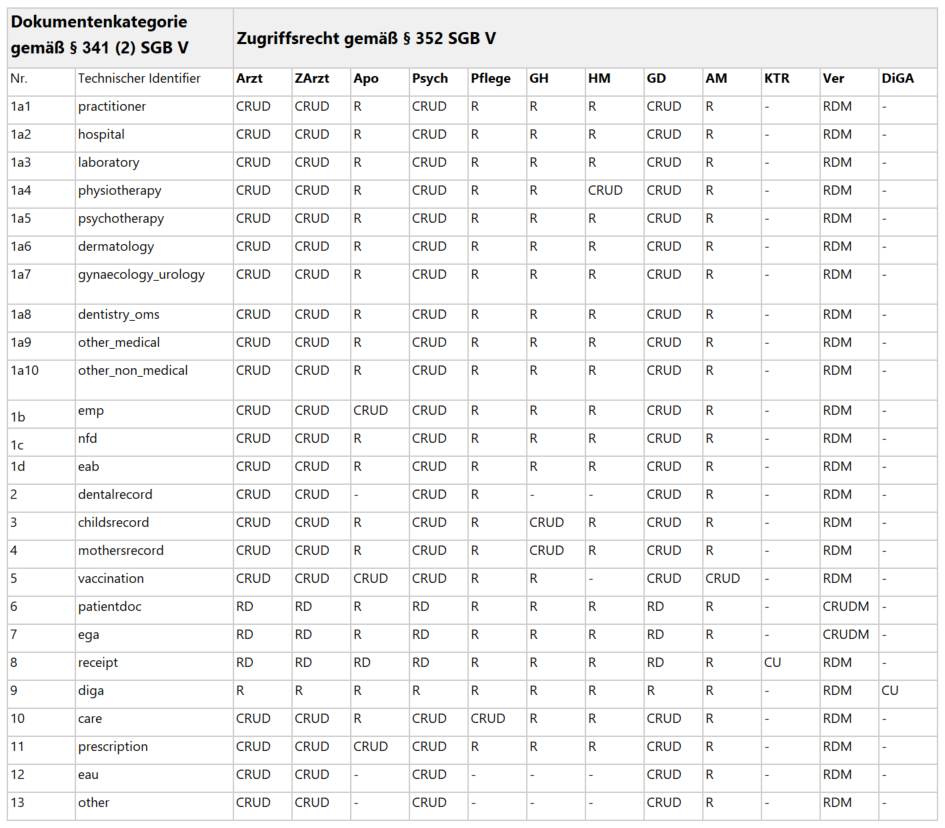 Dokumentenkategorie gemäß § 341 (2) SGB V | Zugriffsrecht gemäß § 352 SGB V
Nr. | Technischer Identifier | Arzt | ZArzt | Apo | Psych | Pflege | GH | HM | GD | AM | KTR | Ver | DiGA
1a1 | practitioner | CRUD | CRUD | R | CRUD | R | R | R | CRUD | R | - | RDM | -
1a2 | hospital | CRUD | CRUD | R | CRUD | R | R | R | CRUD | R | - | RDM | -
1a3 | laboratory | CRUD | CRUD | R | CRUD | R | R | R | CRUD | R | - | RDM | -
1a4 | physiotherapy | CRUD | CRUD | R | CRUD | R | R | CRUD | CRUD | R | - | RDM | -
1a5 | psychotherapy | CRUD | CRUD | R | CRUD | R | R | R | CRUD | R | - | RDM | -
1a6 | dermatology | CRUD | CRUD | R | CRUD | R | R | R | CRUD | R | - | RDM | -
1a7 | gynaecology_urology | CRUD | CRUD | R | CRUD | R | R | R | CRUD | R | - | RDM | -
1a8 | dentistry_oms | CRUD | CRUD | R | CRUD | R | R | R | CRUD | R | - | RDM | -
1a9 | other_medical | CRUD | CRUD | R | CRUD | R | R | R | CRUD | R | - | RDM | -
1a10 | other_non_medical | CRUD | CRUD | R | CRUD | R | R | R | CRUD | R | - | RDM | -
1b | emp | CRUD | CRUD | CRUD | CRUD | R | R | R | CRUD | R | - | RDM | -
1c | nfd | CRUD | CRUD | R | CRUD | R | R | R | CRUD | R | - | RDM | -
1d | eab | CRUD | CRUD | R | CRUD | R | R | R | CRUD | R | - | RDM | -
2 | dentalrecord | CRUD | CRUD | - | CRUD | R | - | - | CRUD | R | - | RDM | -
3 | childsrecord | CRUD | CRUD | R | CRUD | R | CRUD | R | CRUD | R | - | RDM | -
4 | mothersrecord | CRUD | CRUD | R | CRUD | R | CRUD | R | CRUD | R | - | RDM | -
5 | vaccination | CRUD | CRUD | CRUD | CRUD | R | R | - | CRUD | CRUD | - | RDM | -
6 | patientdoc | RD | RD | R | RD | R | R | R | RD | R | - | CRUDM | -
7 | ega | RD | RD | R | RD | R | R | R | RD | R | - | CRUDM | -
8 | receipt | RD | RD | RD | RD | R | R | R | RD | R | CU | RDM | -
9 | diga | R | R | R | R | R | R | R | R | R | - | RDM | CU
10 | care | CRUD | CRUD | R | CRUD | CRUD | R | R | CRUD | R | - | RDM | -
11 | prescription | CRUD | CRUD | CRUD | CRUD | R | R | R | CRUD | R | - | RDM | -
12 | eau | CRUD | CRUD | - | CRUD | - | - | - | CRUD | R | - | RDM | -
13 | other | CRUD | CRUD | - | CRUD | - | - | - | CRUD | R | - | RDM | -